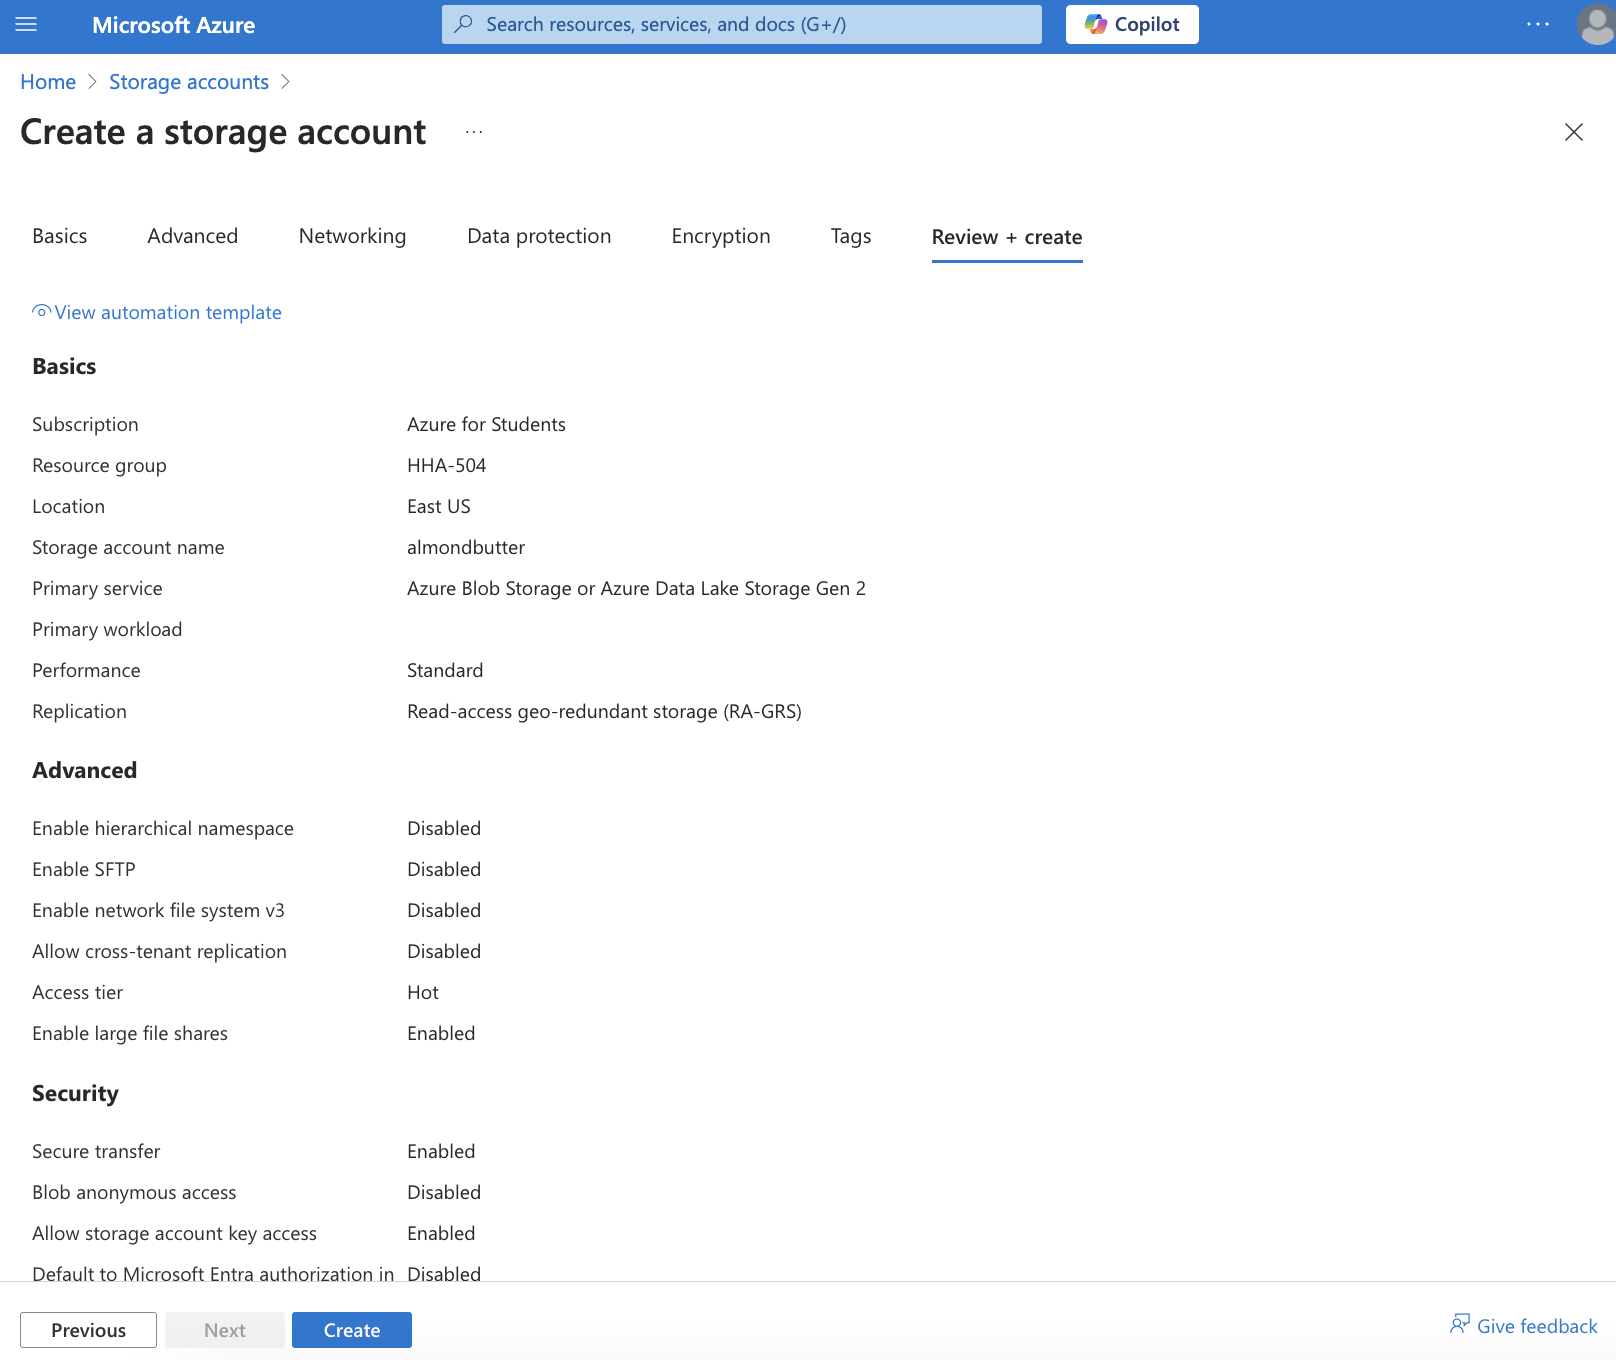 Microsoft Azure
Search resources, services, and docs (G+/)
Copilot
Home > Storage accounts >
Create a storage account ...
Basics Advanced Networking Data protection Encryption Tags Review + create
View automation template
Basics
Subscription Azure for Students
Resource group HHA-504
Location East US
Storage account name almondbutter
Primary service Azure Blob Storage or Azure Data Lake Storage Gen 2
Primary workload
Performance Standard
Replication Read-access geo-redundant storage (RA-GRS)
Advanced
Enable hierarchical namespace Disabled
Enable SFTP Disabled
Enable network file system v3 Disabled
Allow cross-tenant replication Disabled
Access tier Hot
Enable large file shares Enabled
Security
Secure transfer Enabled
Blob anonymous access Disabled
Allow storage account key access Enabled
Default to Microsoft Entra authorization in Disabled
Previous Next Create Give feedback